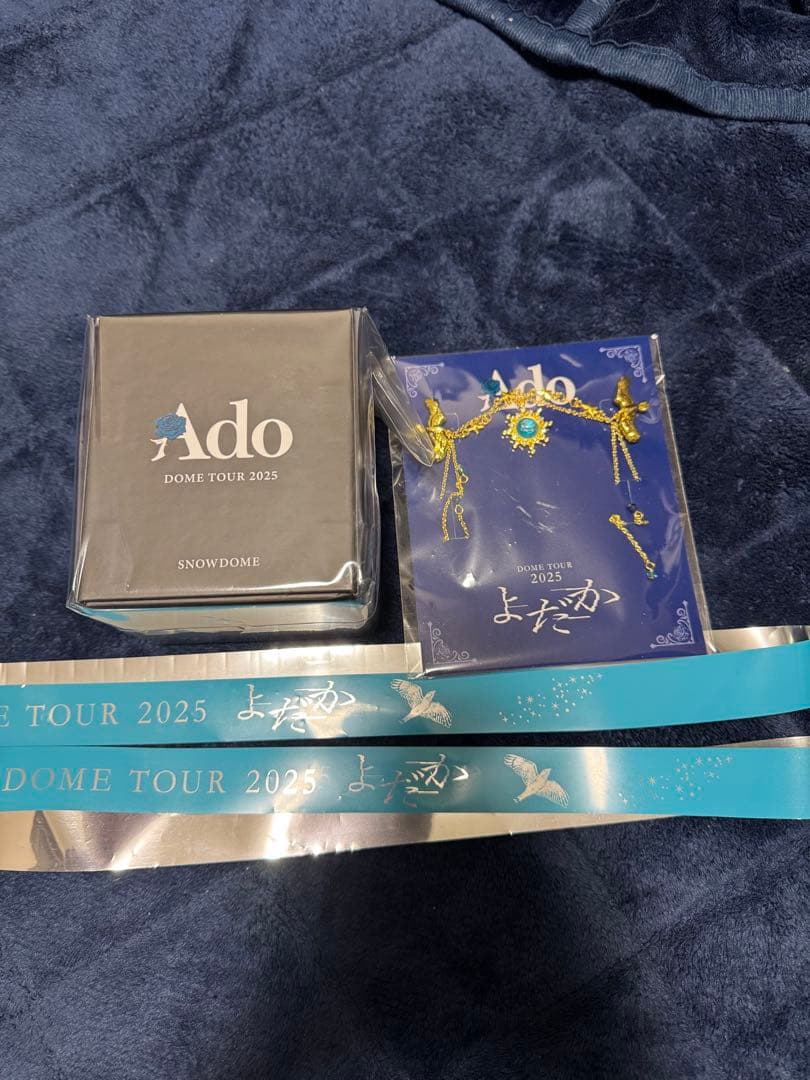 Ado
DOME TOUR 2025
SNOWDOME
Ado
DOME TOUR
2025
よだか
E TOUR 2025 よだか
DOME TOUR 2025 よだか